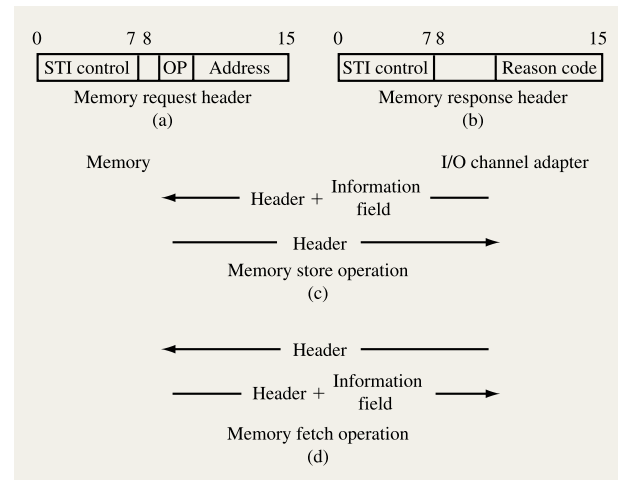 0 7 8 15
STI control OP Address
Memory request header
(a)
0 7 8 15
STI control Reason code
Memory response header
(b)
Memory I/O channel adapter
Header + Information field
Header
Memory store operation
(c)
Header
Header + Information field
Memory fetch operation
(d)